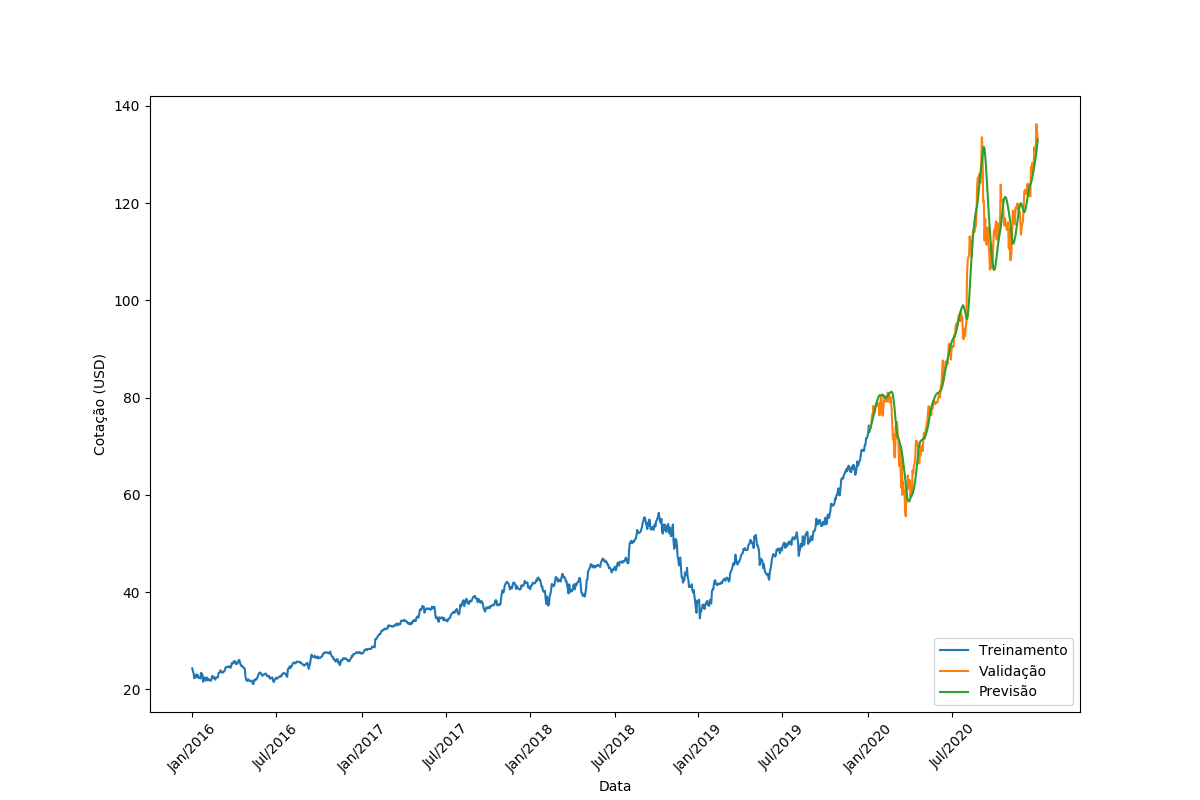 140
120
100
80
60
40
20
Cotação (USD)
Treinamento
Validação
Previsão
Jan/2016
Jul/2016
Jan/2017
Jul/2017
Jan/2018
Jul/2018
Jan/2019
Jul/2019
Jan/2020
Jul/2020
Data